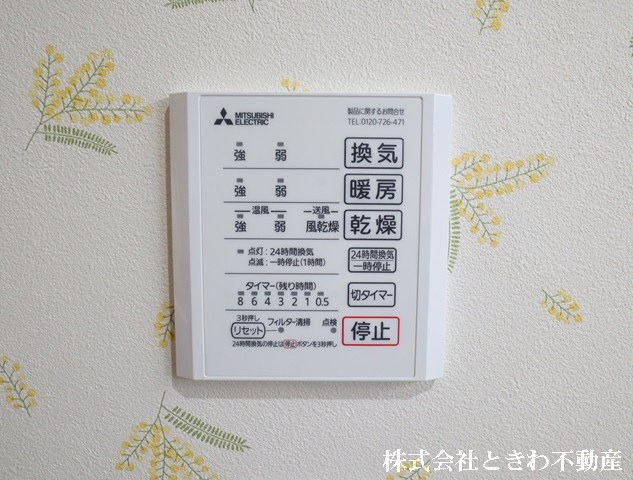 MITSUBISHI
ELECTRIC
製品に関するお問合せ
TEL 0120-726-471
強 弱 換気
強 弱 暖房
温風 送風
強 弱 風乾燥 乾燥
点灯:24時間換気
点滅:一時停止(1時間)
24時間換気
一時停止
タイマー(残り時間)
8 6 4 3 2 1 0.5
切タイマー
3秒押し
リセット フィルター清掃 点検
停止
24時間換気の停止は停止ボタンを3秒押し
株式会社ときわ不動産